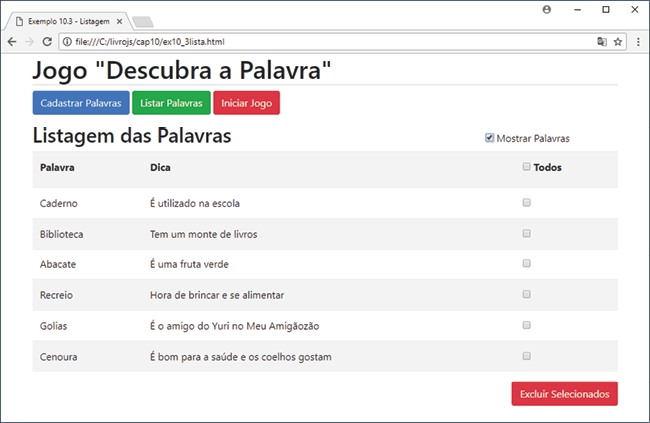 Exemplo 10.3 - Listagem
file:///C:/livrojs/cap10/ex10_3lista.html
Jogo "Descubra a Palavra"
Cadastrar Palavras Listar Palavras Iniciar Jogo
Listagem das Palavras Mostrar Palavras
Palavra Dica Todos
Caderno É utilizado na escola
Biblioteca Tem um monte de livros
Abacate É uma fruta verde
Recreio Hora de brincar e se alimentar
Golias É o amigo do Yuri no Meu Amigãozão
Cenoura É bom para a saúde e os coelhos gostam
Excluir Selecionados